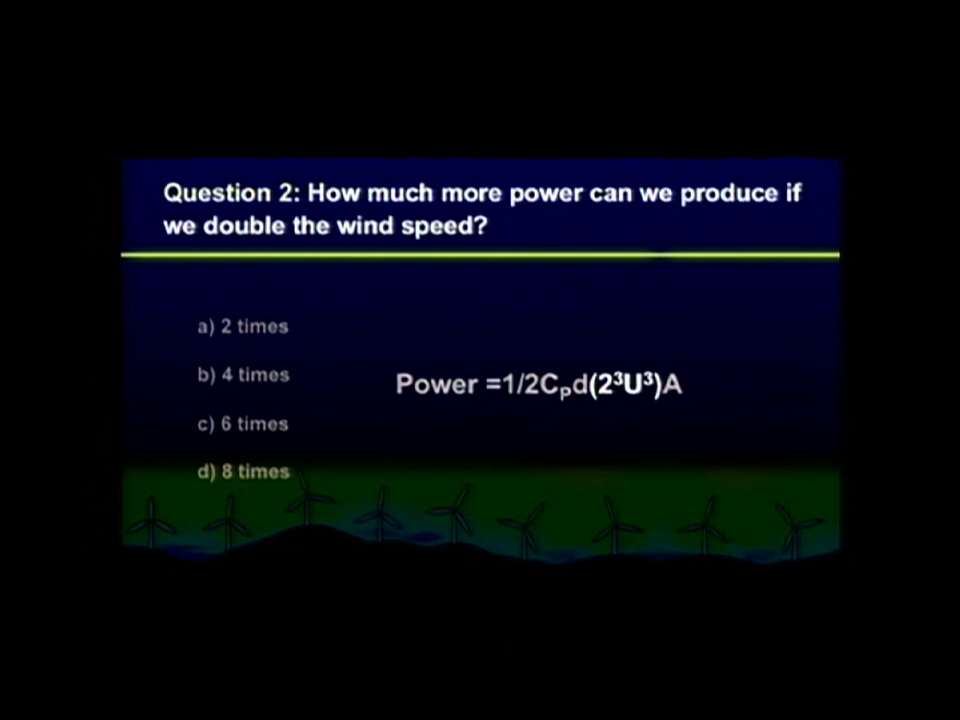 Question 2: How much more power can we produce if
we double the wind speed?
a) 2 times
b) 4 times
Power =1/2Cₚd(2³U³)A
c) 6 times
d) 8 times